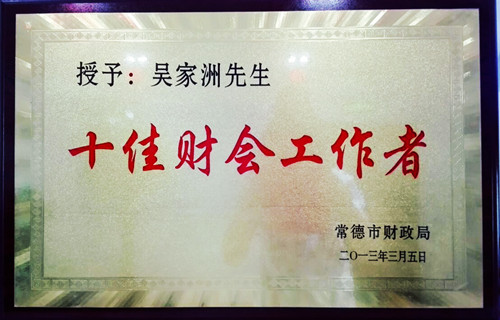 授予：吴家洲先生
十佳财会工作者
常德市财政局
二〇一三年三月五日